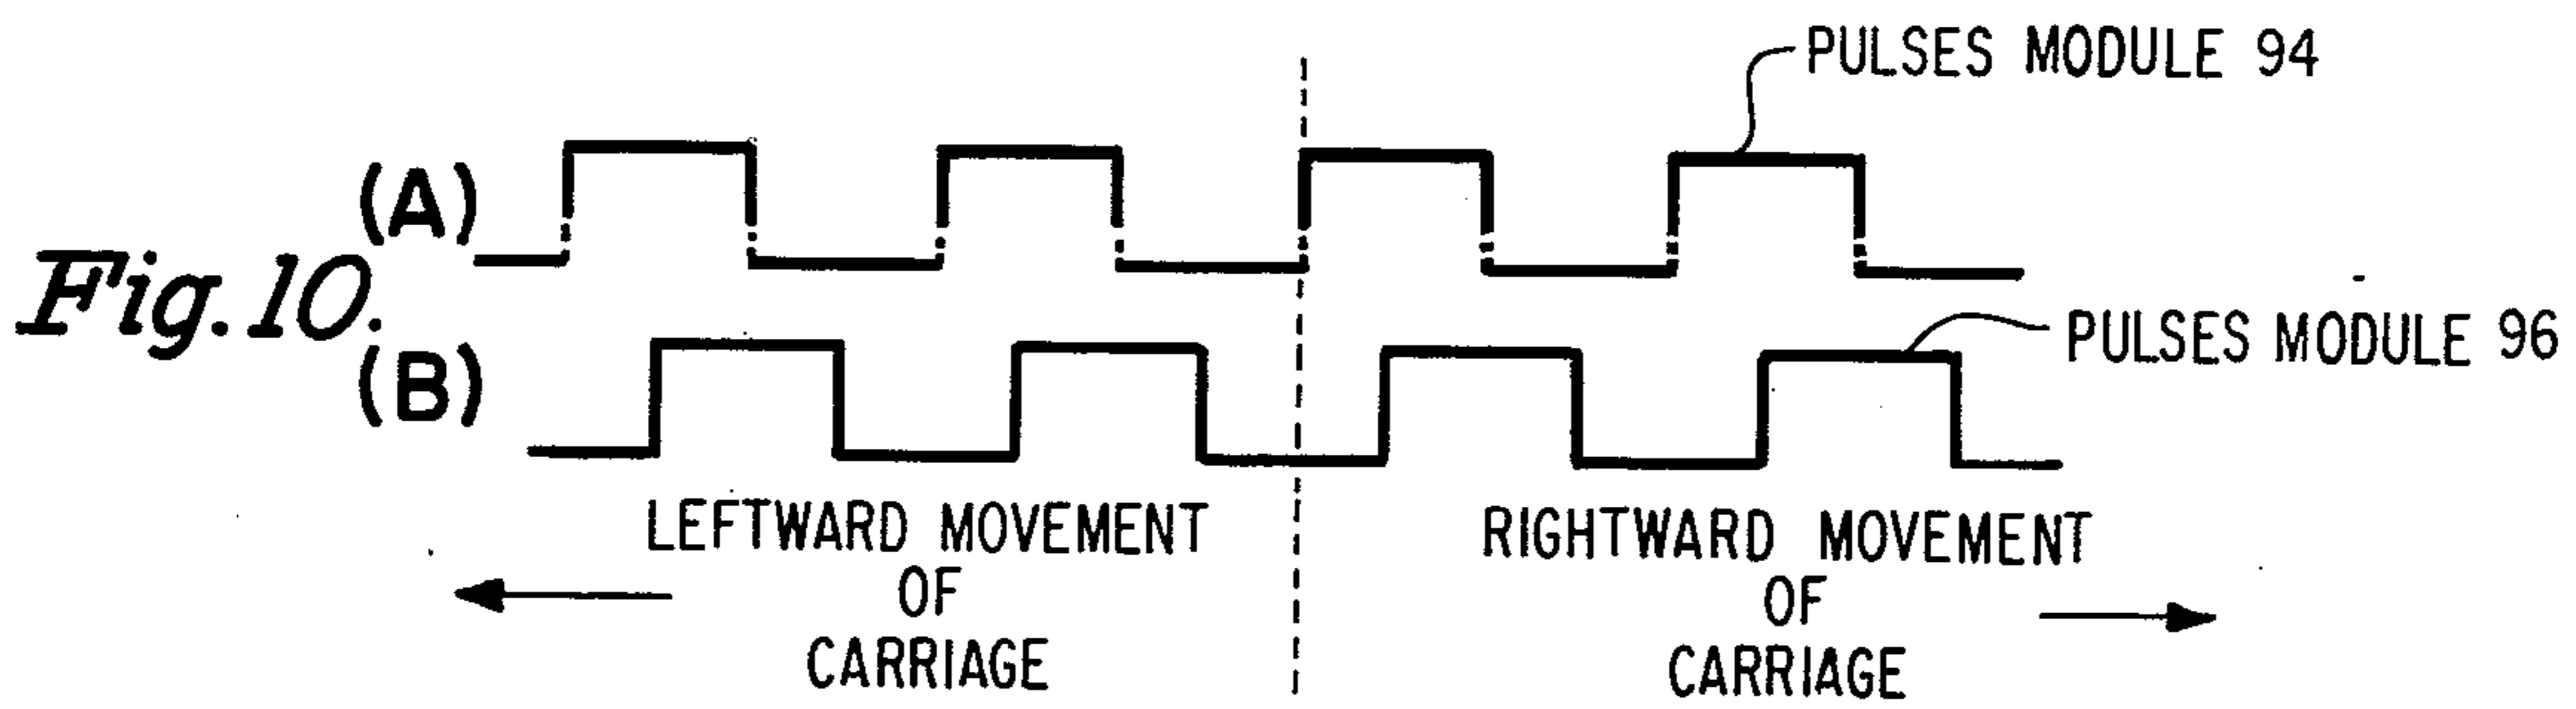 PULSES MODULE 94
(A)
Fig. 10.
(B)
PULSES MODULE 96
LEFTWARD MOVEMENT
OF
CARRIAGE
RIGHTWARD MOVEMENT
OF
CARRIAGE